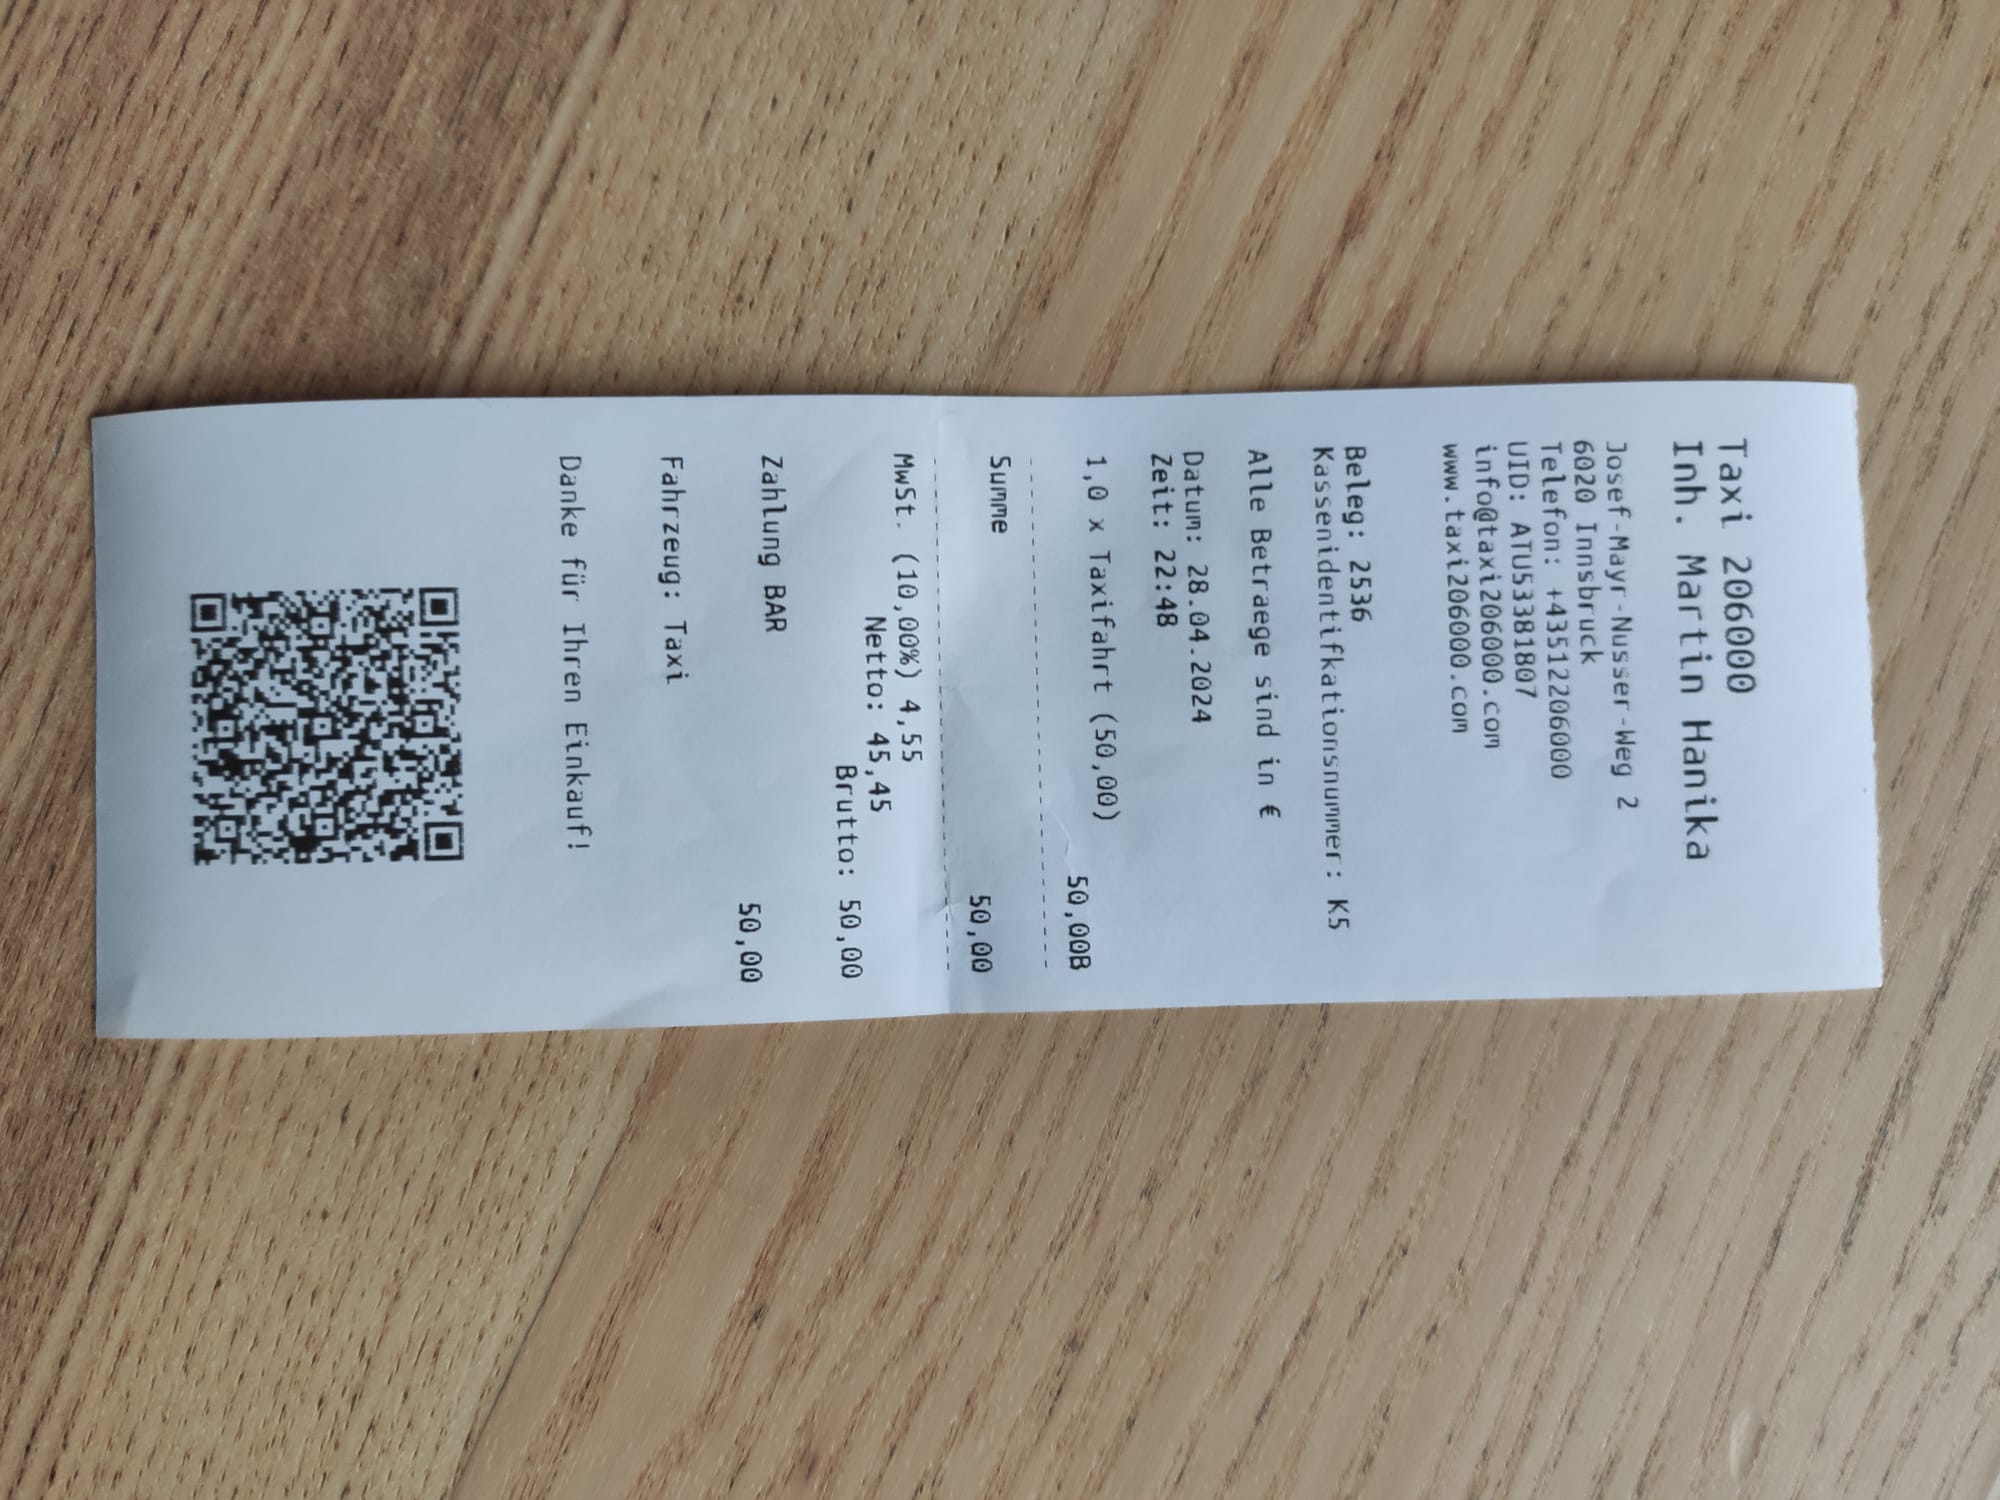 Taxi 206000
Inh. Martin Hanika
Josef-Mayr-Nusser-Weg 2
6020 Innsbruck
Telefon: +43512206000
UID: ATU53381807
info@taxi206000.com
www.taxi206000.com
Beleg: 2536
Kassenidentifkationsnummer: K5
Alle Betraege sind in €
Datum: 28.04.2024
Zeit: 22:48
1,0 x Taxifahrt (50,00)
50,00B
Summe 50,00
MwSt. (10,00%) 4,55
Netto: 45,45
Brutto: 50,00
Zahlung BAR 50,00
Fahrzeug: Taxi
Danke für Ihren Einkauf!